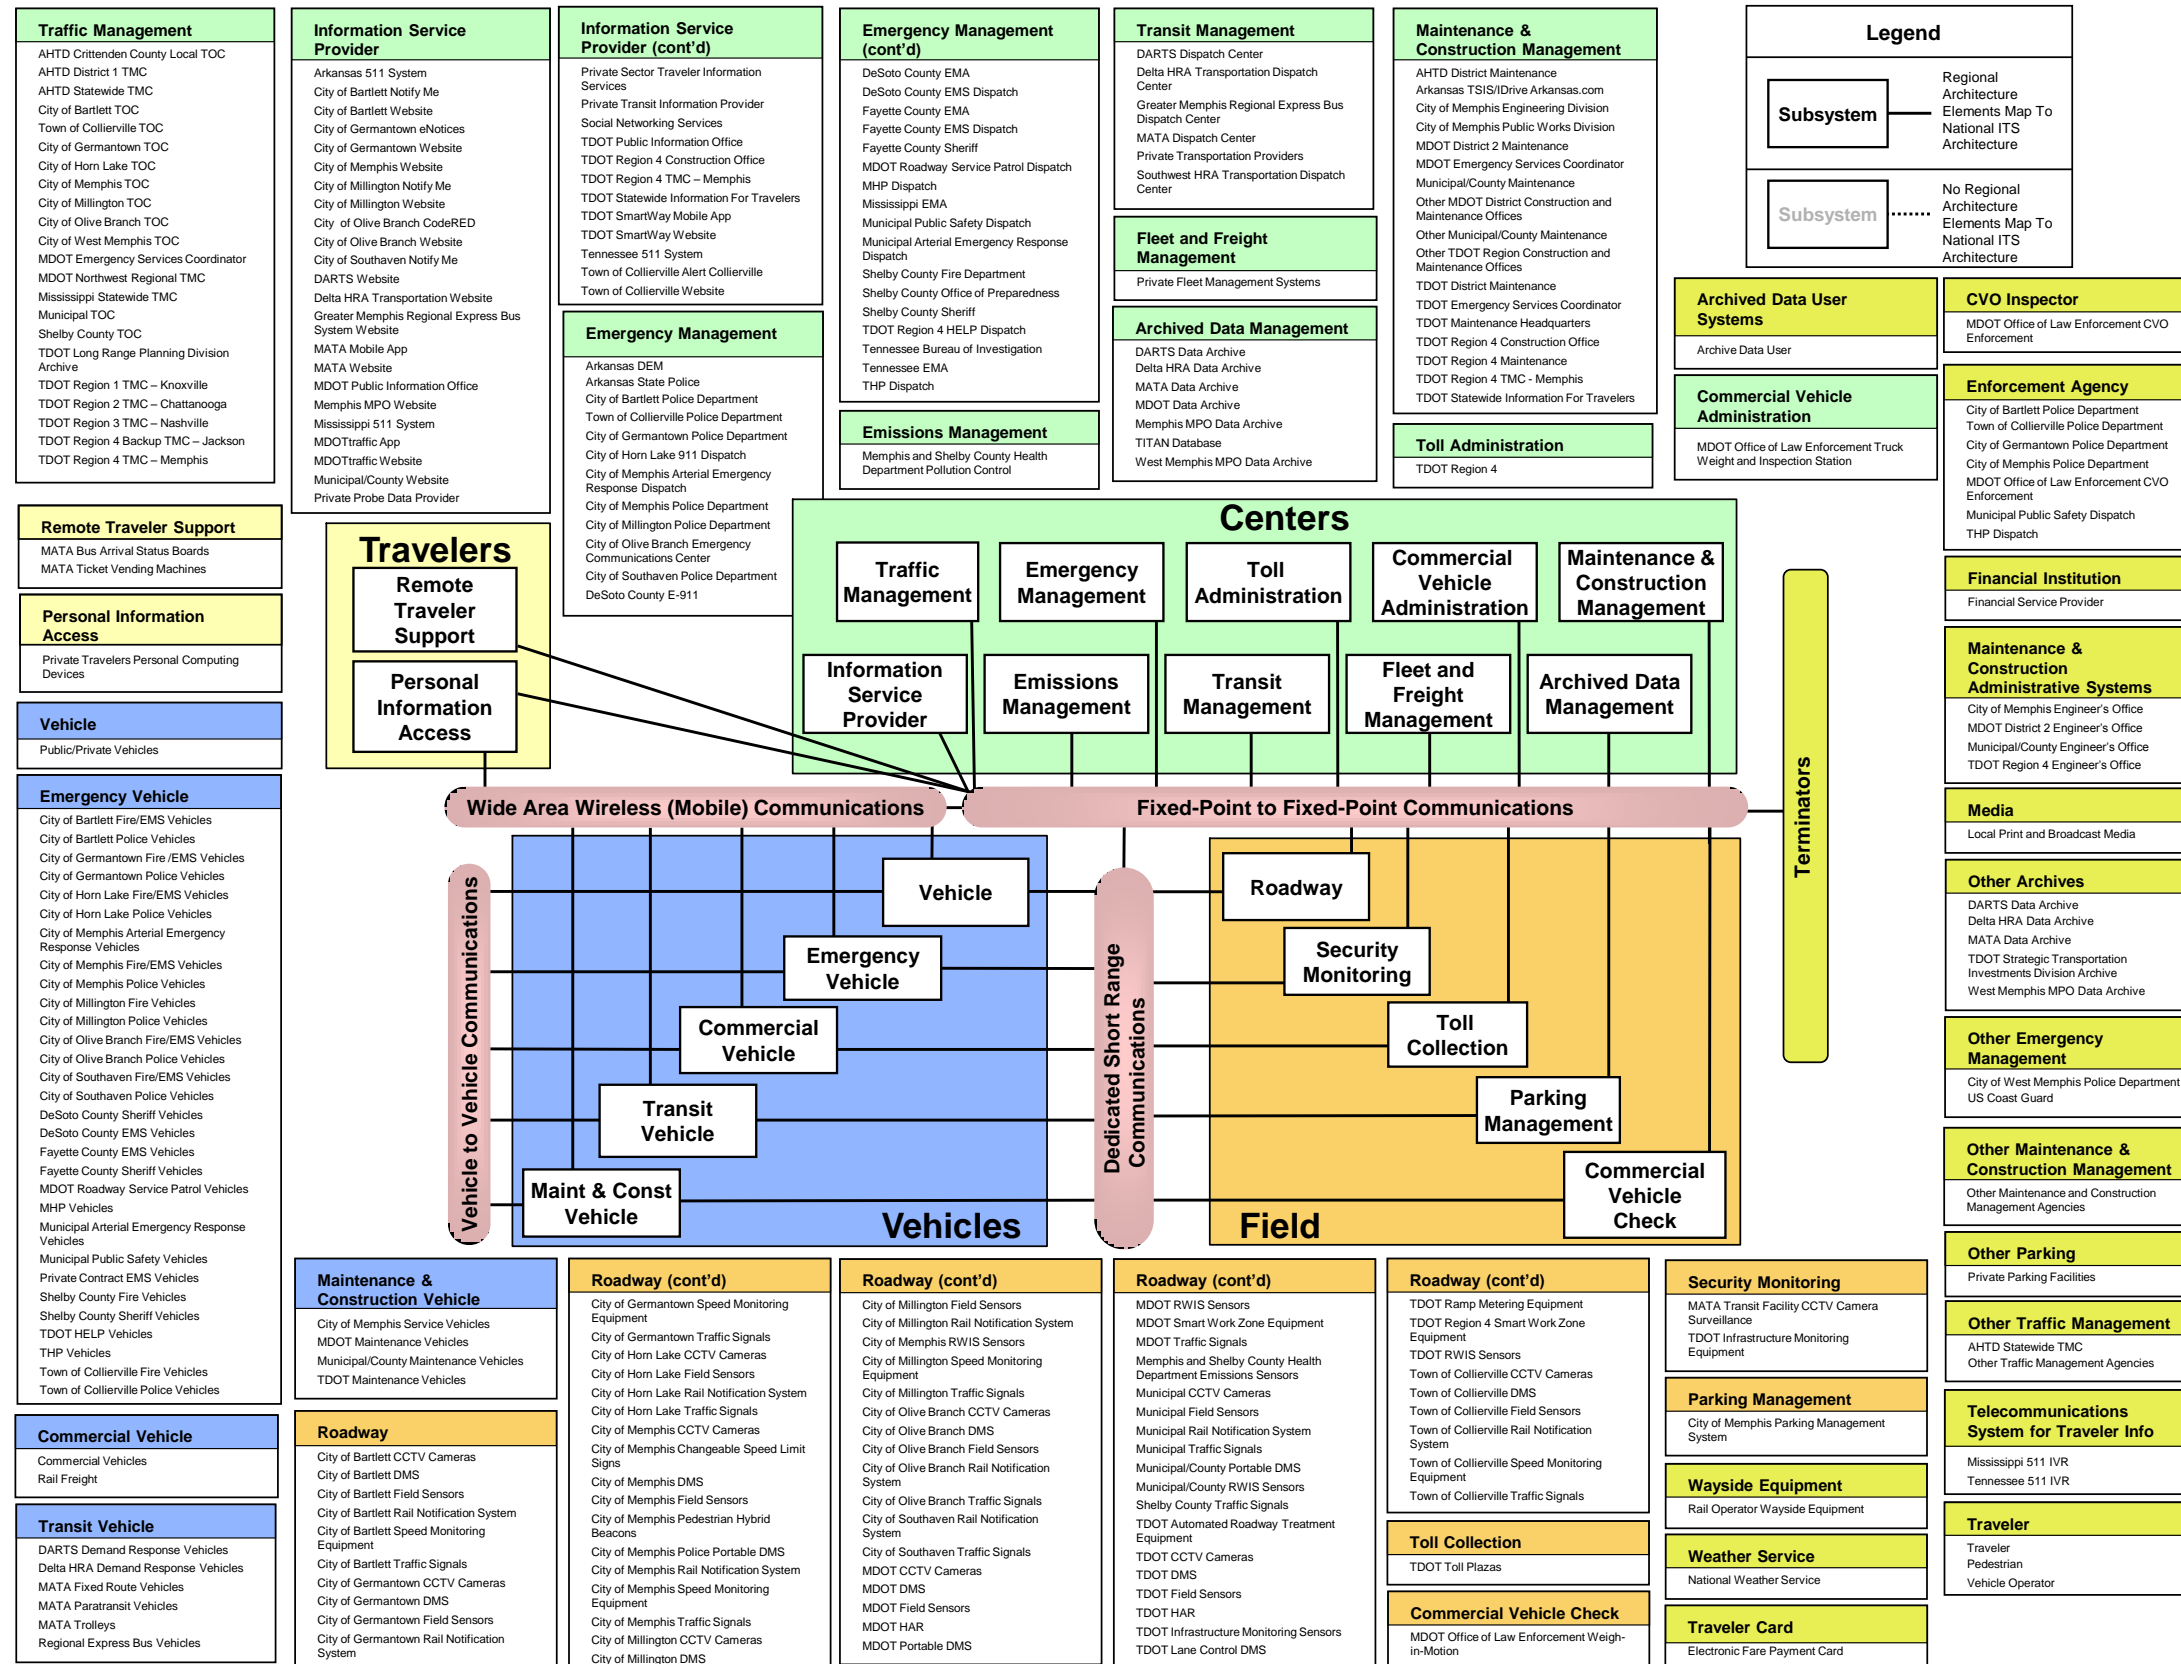 Traffic Management
AHTD Crittenden County Local TOC
AHTD District 1 TMC
AHTD Statewide TMC
City of Bartlett TOC
Town of Collierville TOC
City of Germantown TOC
City of Horn Lake TOC
City of Memphis TOC
City of Millington TOC
City of Olive Branch TOC
City of West Memphis TOC
MDOT Emergency Services Coordinator
MDOT Northwest Regional TMC
Mississippi Statewide TMC
Municipal TOC
Shelby County TOC
TDOT Long Range Planning Division
Archive
TDOT Region 1 TMC – Knoxville
TDOT Region 2 TMC – Chattanooga
TDOT Region 3 TMC – Nashville
TDOT Region 4 Backup TMC – Jackson
TDOT Region 4 TMC – Memphis
Information Service
Provider
Arkansas 511 System
City of Bartlett Notify Me
City of Bartlett Website
City of Germantown eNotices
City of Germantown Website
City of Memphis Website
City of Millington Notify Me
City of Millington Website
City of Olive Branch CodeRED
City of Olive Branch Website
City of Southaven Notify Me
DARTS Website
Delta HRA Transportation Website
Greater Memphis Regional Express Bus
System Website
MATA Mobile App
MATA Website
MDOT Public Information Office
Memphis MPO Website
Mississippi 511 System
MDOTtraffic App
MDOTtraffic Website
Municipal/County Website
Private Probe Data Provider
Information Service
Provider (cont'd)
Private Sector Traveler Information
Services
Private Transit Information Provider
Social Networking Services
TDOT Public Information Office
TDOT Region 4 Construction Office
TDOT Region 4 TMC – Memphis
TDOT Statewide Information For Travelers
TDOT SmartWay Mobile App
TDOT SmartWay Website
Tennessee 511 System
Town of Collierville Alert Collierville
Town of Collierville Website
Emergency Management
Arkansas DEM
Arkansas State Police
City of Bartlett Police Department
Town of Collierville Police Department
City of Germantown Police Department
City of Horn Lake 911 Dispatch
City of Memphis Arterial Emergency
Response Dispatch
City of Memphis Police Department
City of Millington Police Department
City of Olive Branch Emergency
Communications Center
City of Southaven Police Department
DeSoto County E-911
Emergency Management
(cont'd)
DeSoto County EMA
DeSoto County EMS Dispatch
Fayette County EMA
Fayette County EMS Dispatch
Fayette County Sheriff
MDOT Roadway Service Patrol Dispatch
MHP Dispatch
Mississippi EMA
Municipal Public Safety Dispatch
Municipal Arterial Emergency Response
Dispatch
Shelby County Fire Department
Shelby County Office of Preparedness
Shelby County Sheriff
TDOT Region 4 HELP Dispatch
Tennessee Bureau of Investigation
Tennessee EMA
THP Dispatch
Emissions Management
Memphis and Shelby County Health
Department Pollution Control
Transit Management
DARTS Dispatch Center
Delta HRA Transportation Dispatch
Center
Greater Memphis Regional Express Bus
Dispatch Center
MATA Dispatch Center
Private Transportation Providers
Southwest HRA Transportation Dispatch
Center
Fleet and Freight
Management
Private Fleet Management Systems
Archived Data Management
DARTS Data Archive
Delta HRA Data Archive
MATA Data Archive
MDOT Data Archive
Memphis MPO Data Archive
TITAN Database
West Memphis MPO Data Archive
Maintenance &
Construction Management
AHTD District Maintenance
Arkansas TSIS/IDrive Arkansas.com
City of Memphis Engineering Division
City of Memphis Public Works Division
MDOT District 2 Maintenance
MDOT Emergency Services Coordinator
Municipal/County Maintenance
Other MDOT District Construction and
Maintenance Offices
Other Municipal/County Maintenance
Other TDOT Region Construction and
Maintenance Offices
TDOT District Maintenance
TDOT Emergency Services Coordinator
TDOT Maintenance Headquarters
TDOT Region 4 Construction Office
TDOT Region 4 Maintenance
TDOT Region 4 TMC - Memphis
TDOT Statewide Information For Travelers
Toll Administration
TDOT Region 4
Legend
Subsystem
Regional
Architecture
Elements Map To
National ITS
Architecture
Subsystem
No Regional
Architecture
Elements Map To
National ITS
Architecture
Archived Data User
Systems
Archive Data User
Commercial Vehicle
Administration
MDOT Office of Law Enforcement Truck
Weight and Inspection Station
CVO Inspector
MDOT Office of Law Enforcement CVO
Enforcement
Enforcement Agency
City of Bartlett Police Department
Town of Collierville Police Department
City of Germantown Police Department
City of Memphis Police Department
MDOT Office of Law Enforcement CVO
Enforcement
Municipal Public Safety Dispatch
THP Dispatch
Financial Institution
Financial Service Provider
Maintenance &
Construction
Administrative Systems
City of Memphis Engineer's Office
MDOT District 2 Engineer's Office
Municipal/County Engineer's Office
TDOT Region 4 Engineer's Office
Media
Local Print and Broadcast Media
Other Archives
DARTS Data Archive
Delta HRA Data Archive
MATA Data Archive
TDOT Strategic Transportation
Investments Division Archive
West Memphis MPO Data Archive
Other Emergency
Management
City of West Memphis Police Department
US Coast Guard
Other Maintenance &
Construction Management
Other Maintenance and Construction
Management Agencies
Other Parking
Private Parking Facilities
Other Traffic Management
AHTD Statewide TMC
Other Traffic Management Agencies
Telecommunications
System for Traveler Info
Mississippi 511 IVR
Tennessee 511 IVR
Traveler
Traveler
Pedestrian
Vehicle Operator
Remote Traveler Support
MATA Bus Arrival Status Boards
MATA Ticket Vending Machines
Personal Information
Access
Private Travelers Personal Computing
Devices
Vehicle
Public/Private Vehicles
Emergency Vehicle
City of Bartlett Fire/EMS Vehicles
City of Bartlett Police Vehicles
City of Germantown Fire /EMS Vehicles
City of Germantown Police Vehicles
City of Horn Lake Fire/EMS Vehicles
City of Horn Lake Police Vehicles
City of Memphis Arterial Emergency
Response Vehicles
City of Memphis Fire/EMS Vehicles
City of Memphis Police Vehicles
City of Millington Fire Vehicles
City of Millington Police Vehicles
City of Olive Branch Fire/EMS Vehicles
City of Olive Branch Police Vehicles
City of Southaven Fire/EMS Vehicles
City of Southaven Police Vehicles
DeSoto County Sheriff Vehicles
DeSoto County EMS Vehicles
Fayette County EMS Vehicles
Fayette County Sheriff Vehicles
MDOT Roadway Service Patrol Vehicles
MHP Vehicles
Municipal Arterial Emergency Response
Vehicles
Municipal Public Safety Vehicles
Private Contract EMS Vehicles
Shelby County Fire Vehicles
Shelby County Sheriff Vehicles
TDOT HELP Vehicles
THP Vehicles
Town of Collierville Fire Vehicles
Town of Collierville Police Vehicles
Commercial Vehicle
Commercial Vehicles
Rail Freight
Transit Vehicle
DARTS Demand Response Vehicles
Delta HRA Demand Response Vehicles
MATA Fixed Route Vehicles
MATA Paratransit Vehicles
MATA Trolleys
Regional Express Bus Vehicles
Travelers
Remote
Traveler
Support
Personal
Information
Access
Centers
Traffic
Management
Emergency
Management
Toll
Administration
Commercial
Vehicle
Administration
Maintenance &
Construction
Management
Information
Service
Provider
Emissions
Management
Transit
Management
Fleet and
Freight
Management
Archived Data
Management
Terminators
Wide Area Wireless (Mobile) Communications
Fixed-Point to Fixed-Point Communications
Vehicle to Vehicle Communications
Dedicated Short Range
Communications
Vehicle
Emergency
Vehicle
Commercial
Vehicle
Transit
Vehicle
Maint & Const
Vehicle
Vehicles
Roadway
Security
Monitoring
Toll
Collection
Parking
Management
Commercial
Vehicle
Check
Field
Maintenance &
Construction Vehicle
City of Memphis Service Vehicles
MDOT Maintenance Vehicles
Municipal/County Maintenance Vehicles
TDOT Maintenance Vehicles
Roadway
City of Bartlett CCTV Cameras
City of Bartlett DMS
City of Bartlett Field Sensors
City of Bartlett Rail Notification System
City of Bartlett Speed Monitoring
Equipment
City of Bartlett Traffic Signals
City of Germantown CCTV Cameras
City of Germantown DMS
City of Germantown Field Sensors
City of Germantown Rail Notification
System
Roadway (cont'd)
City of Germantown Speed Monitoring
Equipment
City of Germantown Traffic Signals
City of Horn Lake CCTV Cameras
City of Horn Lake Field Sensors
City of Horn Lake Rail Notification System
City of Horn Lake Traffic Signals
City of Memphis CCTV Cameras
City of Memphis Changeable Speed Limit
Signs
City of Memphis DMS
City of Memphis Field Sensors
City of Memphis Pedestrian Hybrid
Beacons
City of Memphis Police Portable DMS
City of Memphis Rail Notification System
City of Memphis Speed Monitoring
Equipment
City of Memphis Traffic Signals
City of Millington CCTV Cameras
City of Millington DMS
Roadway (cont'd)
City of Millington Field Sensors
City of Millington Rail Notification System
City of Memphis RWIS Sensors
City of Millington Speed Monitoring
Equipment
City of Millington Traffic Signals
City of Olive Branch CCTV Cameras
City of Olive Branch DMS
City of Olive Branch Field Sensors
City of Olive Branch Rail Notification
System
City of Olive Branch Traffic Signals
City of Southaven Rail Notification
System
City of Southaven Traffic Signals
MDOT CCTV Cameras
MDOT DMS
MDOT Field Sensors
MDOT HAR
MDOT Portable DMS
Roadway (cont'd)
MDOT RWIS Sensors
MDOT Smart Work Zone Equipment
MDOT Traffic Signals
Memphis and Shelby County Health
Department Emissions Sensors
Municipal CCTV Cameras
Municipal Field Sensors
Municipal Rail Notification System
Municipal Traffic Signals
Municipal/County Portable DMS
Municipal/County RWIS Sensors
Shelby County Traffic Signals
TDOT Automated Roadway Treatment
Equipment
TDOT CCTV Cameras
TDOT DMS
TDOT Field Sensors
TDOT HAR
TDOT Infrastructure Monitoring Sensors
TDOT Lane Control DMS
Roadway (cont'd)
TDOT Ramp Metering Equipment
TDOT Region 4 Smart Work Zone
Equipment
TDOT RWIS Sensors
Town of Collierville CCTV Cameras
Town of Collierville DMS
Town of Collierville Field Sensors
Town of Collierville Rail Notification
System
Town of Collierville Speed Monitoring
Equipment
Town of Collierville Traffic Signals
Toll Collection
TDOT Toll Plazas
Commercial Vehicle Check
MDOT Office of Law Enforcement Weigh-
in-Motion
Security Monitoring
MATA Transit Facility CCTV Camera
Surveillance
TDOT Infrastructure Monitoring
Equipment
Parking Management
City of Memphis Parking Management
System
Wayside Equipment
Rail Operator Wayside Equipment
Weather Service
National Weather Service
Traveler Card
Electronic Fare Payment Card